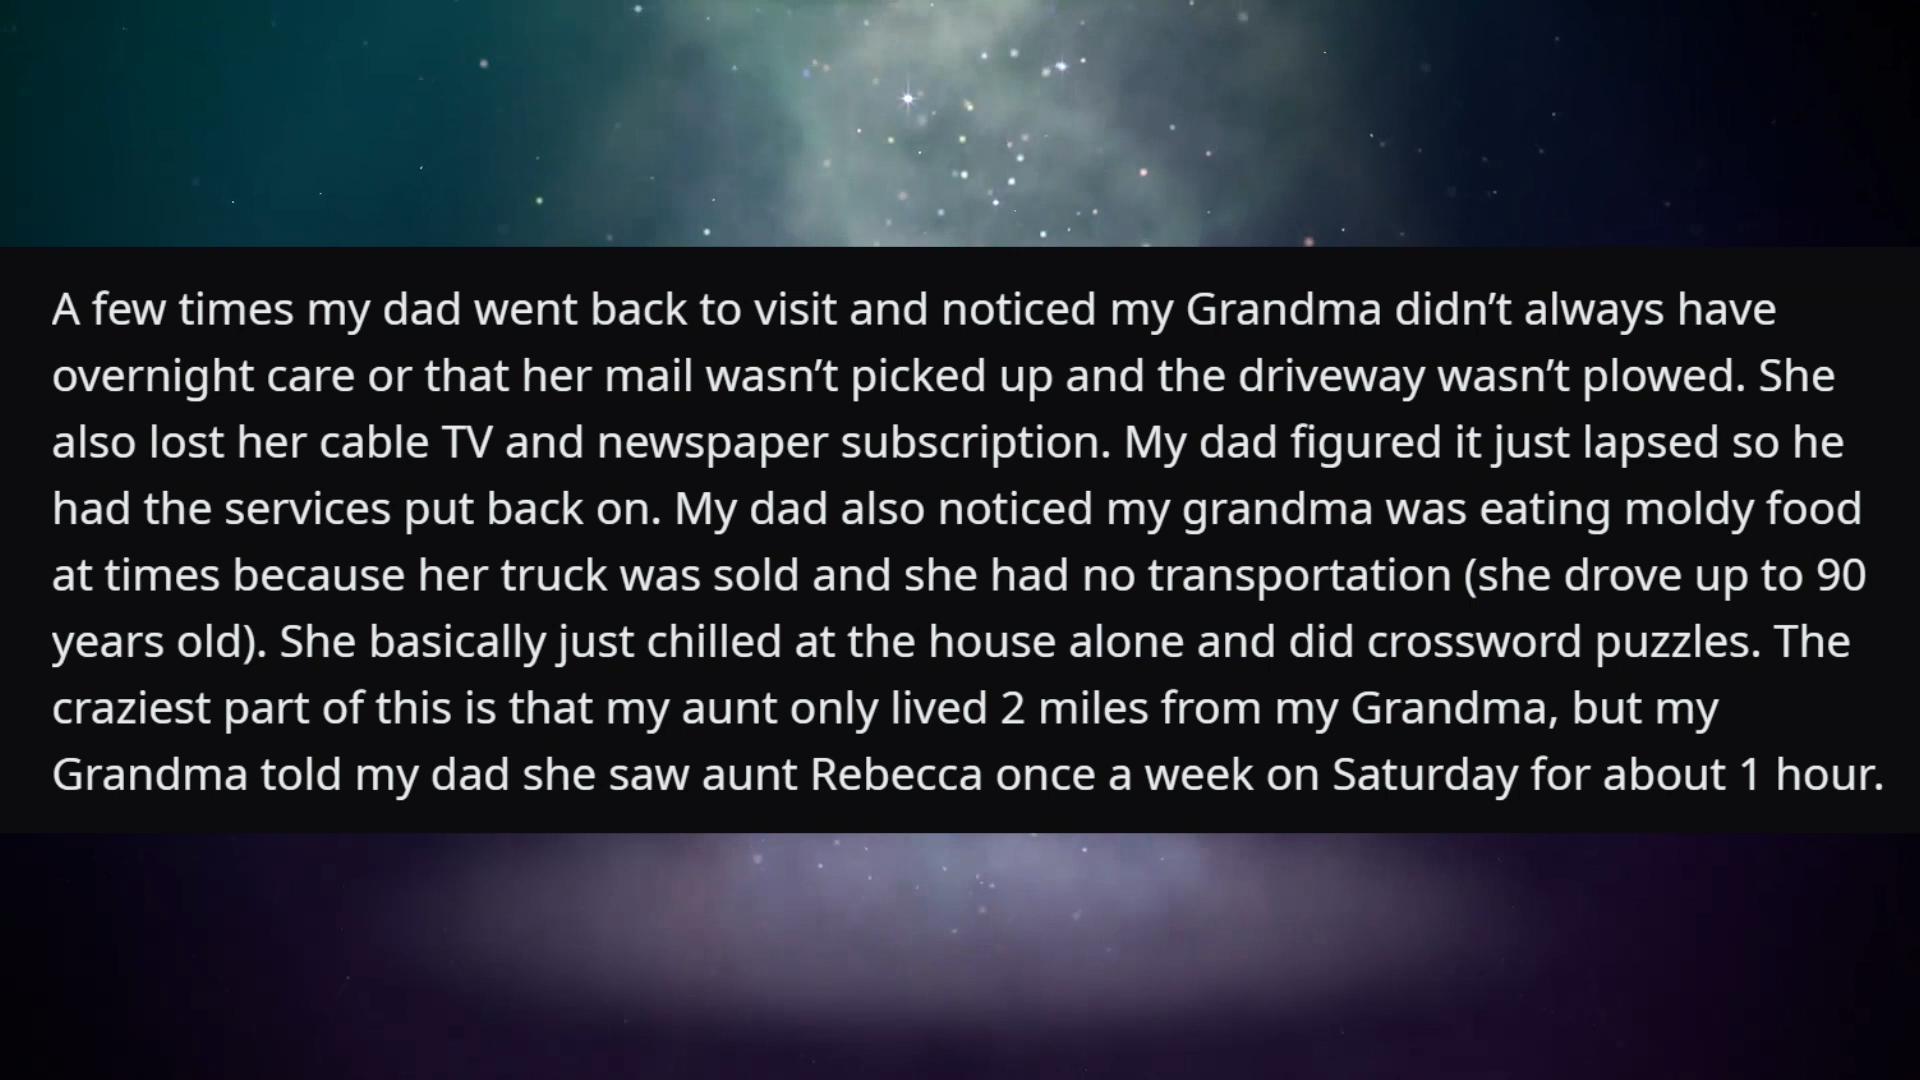 A few times my dad went back to visit and noticed my Grandma didn’t always have
overnight care or that her mail wasn’t picked up and the driveway wasn’t plowed. She
also lost her cable TV and newspaper subscription. My dad figured it just lapsed so he
had the services put back on. My dad also noticed my grandma was eating moldy food
at times because her truck was sold and she had no transportation (she drove up to 90
years old). She basically just chilled at the house alone and did crossword puzzles. The
craziest part of this is that my aunt only lived 2 miles from my Grandma, but my
Grandma told my dad she saw aunt Rebecca once a week on Saturday for about 1 hour.